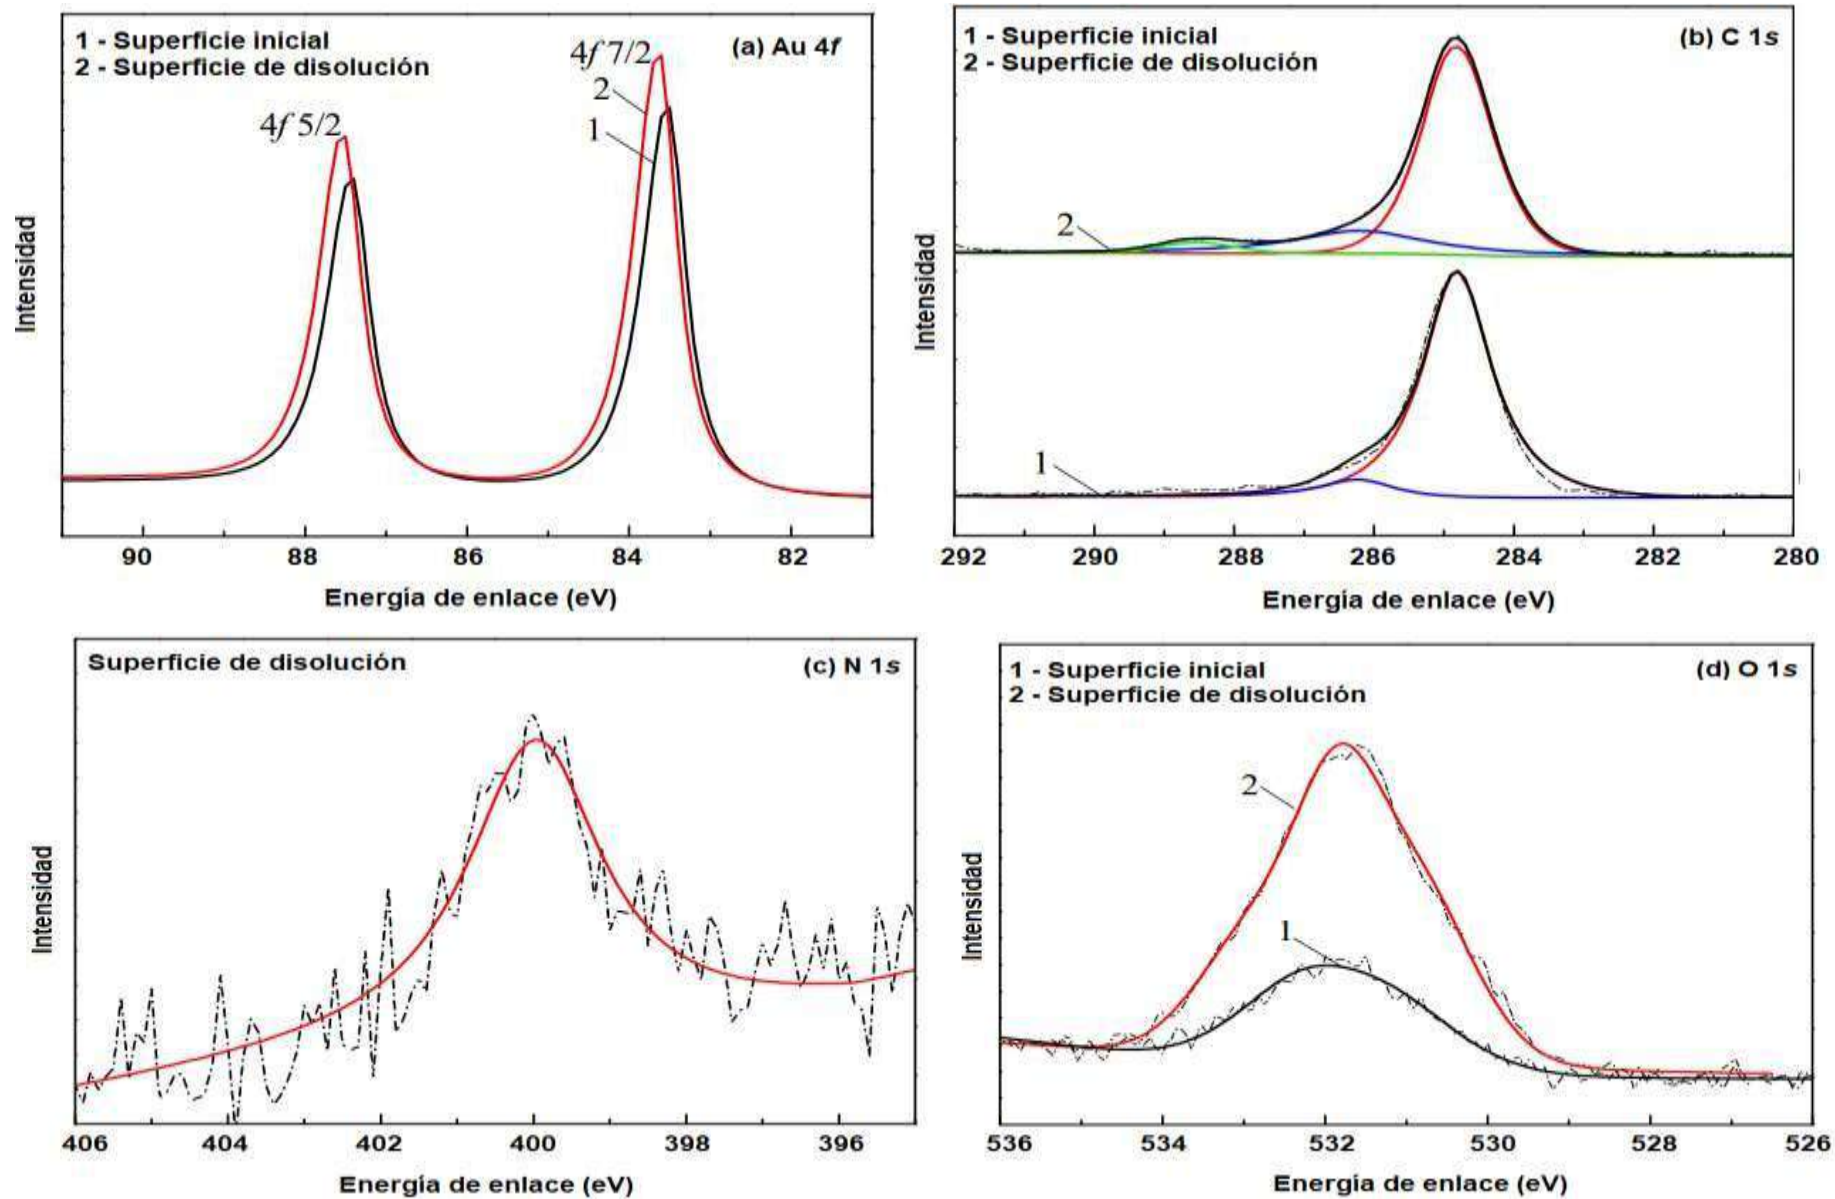 1 - Superficie inicial
2 - Superficie de disolución
(a) Au 4f
4f 7/2
2
1
4f 5/2
Intensidad
90 88 86 84 82
Energía de enlace (eV)
1 - Superficie inicial
2 - Superficie de disolución
(b) C 1s
2
1
Intensidad
292 290 288 286 284 282 280
Energía de enlace (eV)
Superficie de disolución
(c) N 1s
Intensidad
406 404 402 400 398 396
Energía de enlace (eV)
1 - Superficie inicial
2 - Superficie de disolución
(d) O 1s
2
1
Intensidad
536 534 532 530 528 526
Energía de enlace (eV)